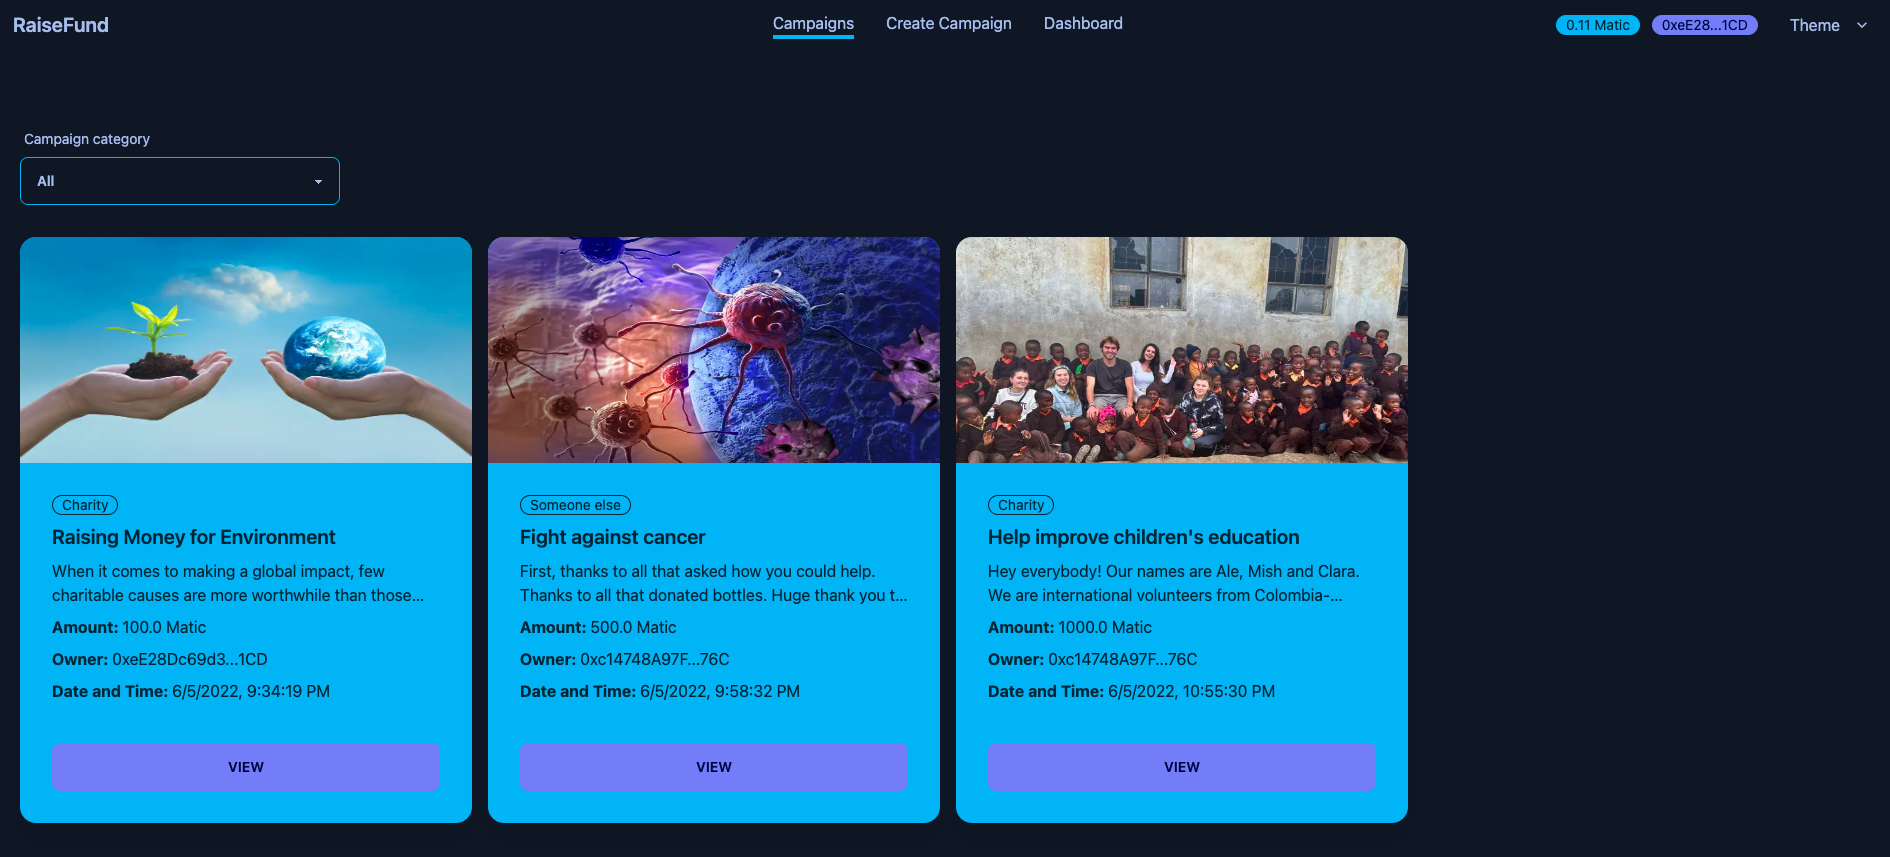 RaiseFund
Campaigns
Create Campaign
Dashboard
0.11 Matic
0xeE28...1CD
Theme
Campaign category
All
Charity
Raising Money for Environment
When it comes to making a global impact, few
charitable causes are more worthwhile than those...
Amount: 100.0 Matic
Owner: 0xeE28Dc69d3...1CD
Date and Time: 6/5/2022, 9:34:19 PM
VIEW
Someone else
Fight against cancer
First, thanks to all that asked how you could help.
Thanks to all that donated bottles. Huge thank you t...
Amount: 500.0 Matic
Owner: 0xc14748A97F...76C
Date and Time: 6/5/2022, 9:58:32 PM
VIEW
Charity
Help improve children's education
Hey everybody! Our names are Ale, Mish and Clara.
We are international volunteers from Colombia-...
Amount: 1000.0 Matic
Owner: 0xc14748A97F...76C
Date and Time: 6/5/2022, 10:55:30 PM
VIEW